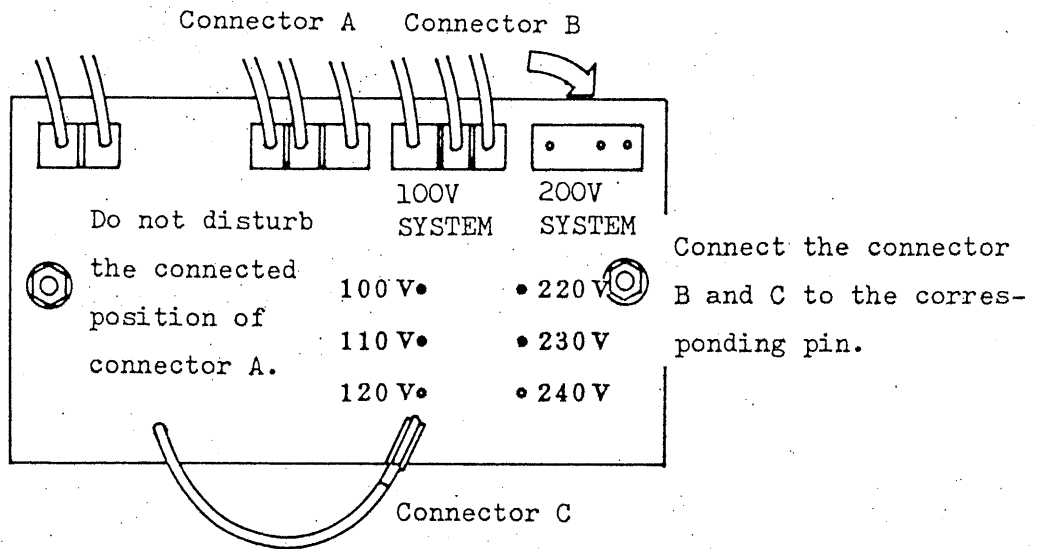 Connector A Connector B
100V
SYSTEM
200V
SYSTEM
Do not disturb
the connected
position of
connector A.
100V
110V
120V
220V
230V
240V
Connect the connector
B and C to the corres-
ponding pin.
Connector C